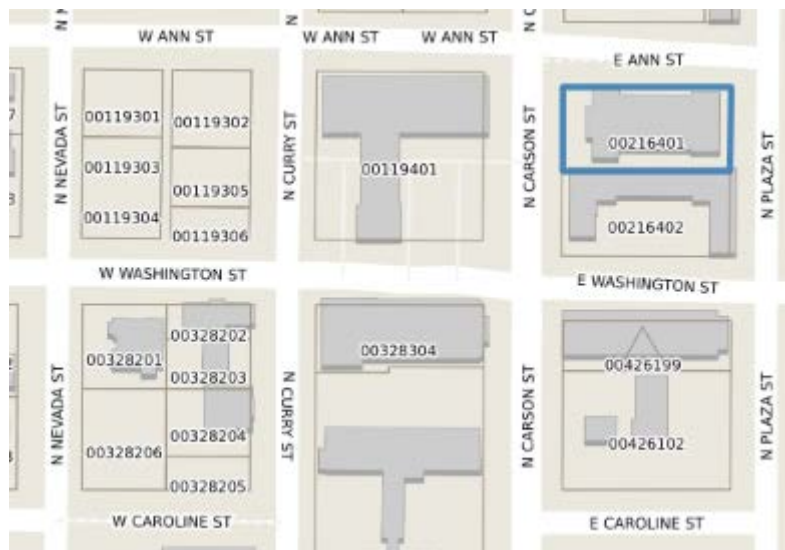 W ANN ST
W ANN ST
W ANN ST
E ANN ST
N NEVADA ST
N CURRY ST
N CARSON ST
N PLAZA ST
00119301
00119302
00119303
00119304
00119305
00119306
00119401
00216401
00216402
W WASHINGTON ST
E WASHINGTON ST
00328201
00328202
00328203
00328204
00328206
00328205
00328304
00426199
00426102
N NEVADA ST
N CURRY ST
N CARSON ST
N PLAZA ST
W CAROLINE ST
E CAROLINE ST